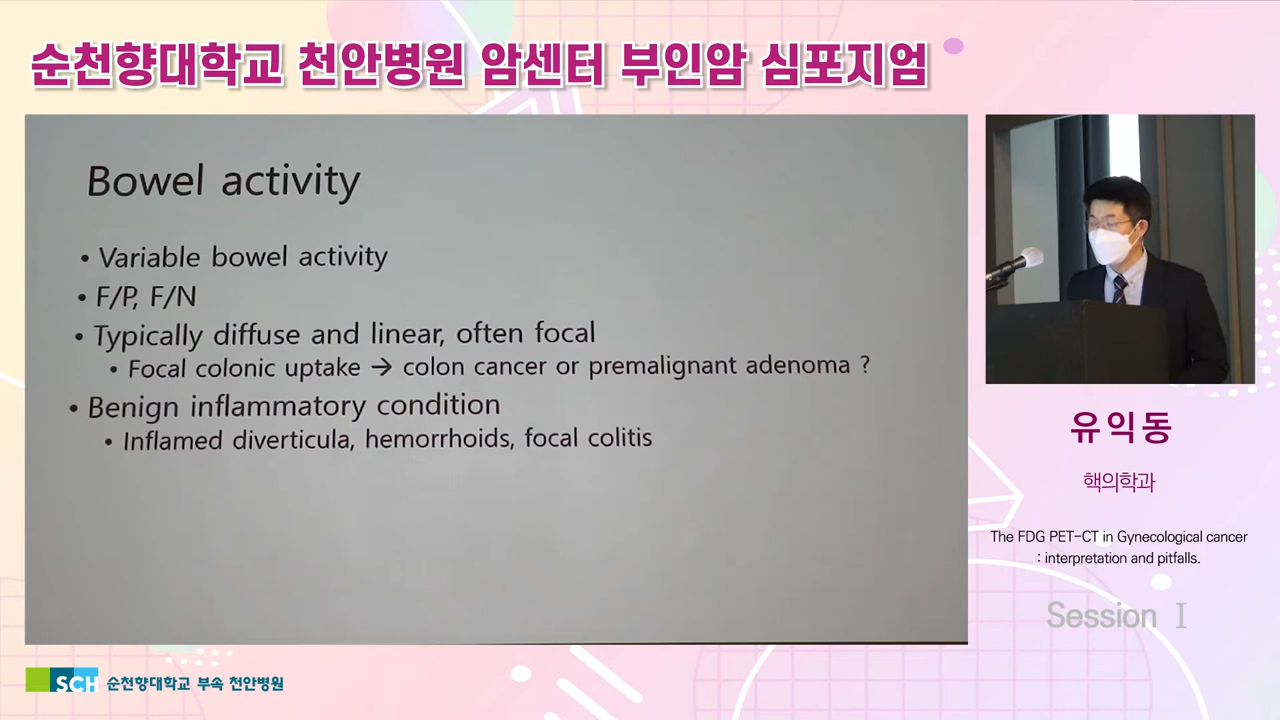 순천향대학교 천안병원 암센터 부인암 심포지엄
Bowel activity
• Variable bowel activity
• F/P, F/N
• Typically diffuse and linear, often focal
• Focal colonic uptake → colon cancer or premalignant adenoma ?
• Benign inflammatory condition
• Inflamed diverticula, hemorrhoids, focal colitis
유익동
핵의학과
The FDG PET-CT in Gynecological cancer
: interpretation and pitfalls.
Session Ⅰ
SCH 순천향대학교 부속 천안병원